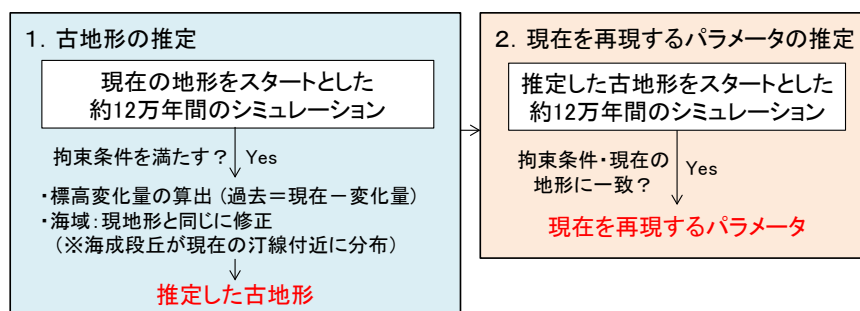 1. 古地形の推定
現在の地形をスタートとした
約12万年間のシミュレーション
拘束条件を満たす？ Yes
・標高変化量の算出（過去＝現在－変化量）
・海域：現地形と同じに修正
（※海成段丘が現在の汀線付近に分布）
推定した古地形
2. 現在を再現するパラメータの推定
推定した古地形をスタートとした
約12万年間のシミュレーション
拘束条件・現在の
地形に一致？ Yes
現在を再現するパラメータ